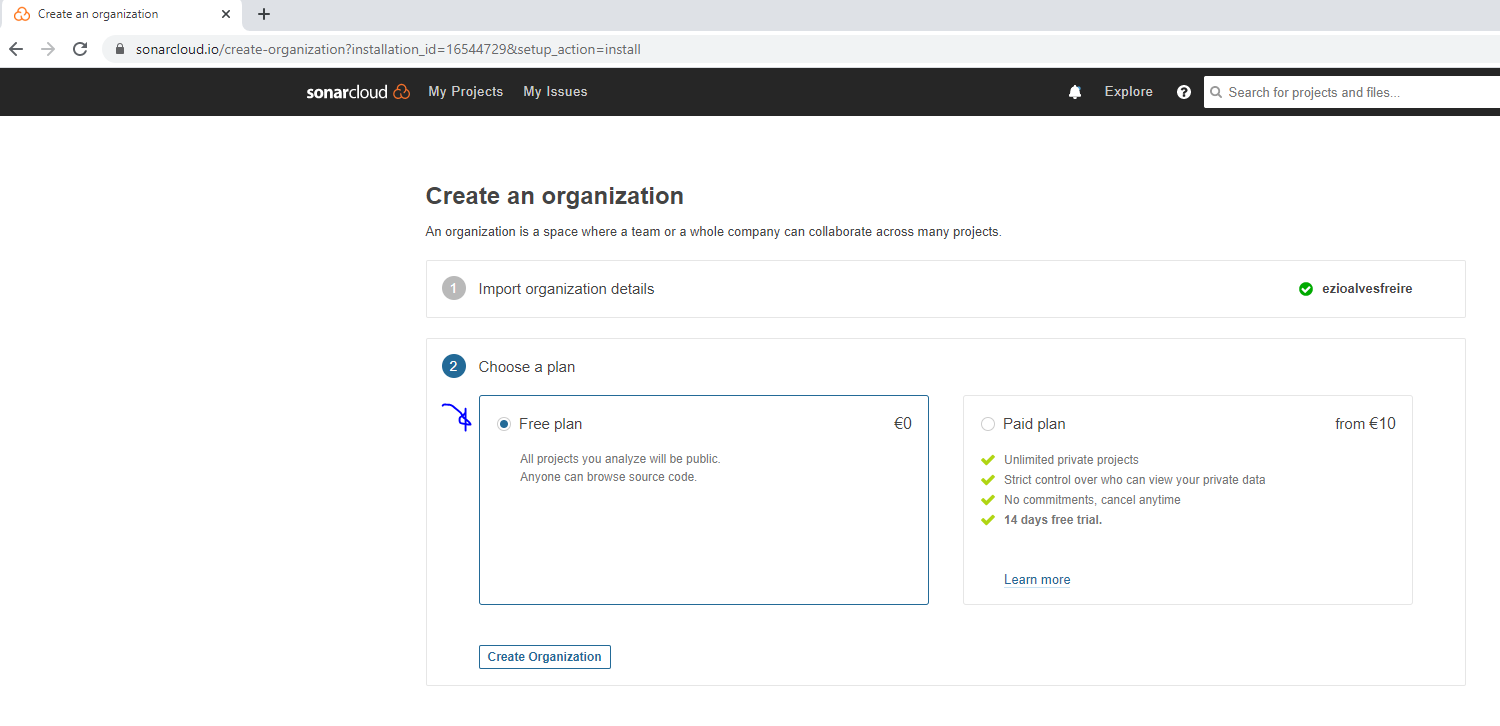 Create an organization
sonarcloud.io/create-organization?installation_id=16544729&setup_action=install
sonarcloud My Projects My Issues Explore ? Search for projects and files...
Create an organization
An organization is a space where a team or a whole company can collaborate across many projects.
1 Import organization details ezioalvesfreire
2 Choose a plan
Free plan €0
All projects you analyze will be public.
Anyone can browse source code.
Paid plan from €10
Unlimited private projects
Strict control over who can view your private data
No commitments, cancel anytime
14 days free trial.
Learn more
Create Organization